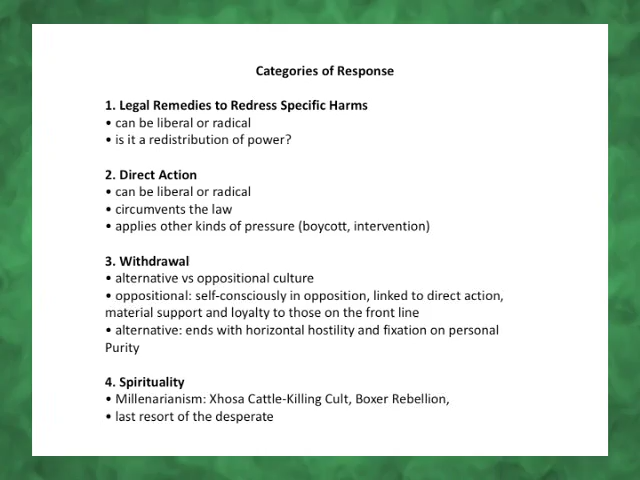 Categories of Response
1. Legal Remedies to Redress Specific Harms
• can be liberal or radical
• is it a redistribution of power?
2. Direct Action
• can be liberal or radical
• circumvents the law
• applies other kinds of pressure (boycott, intervention)
3. Withdrawal
• alternative vs oppositional culture
• oppositional: self-consciously in opposition, linked to direct action,
material support and loyalty to those on the front line
• alternative: ends with horizontal hostility and fixation on personal
Purity
4. Spirituality
• Millenarianism: Xhosa Cattle-Killing Cult, Boxer Rebellion,
• last resort of the desperate